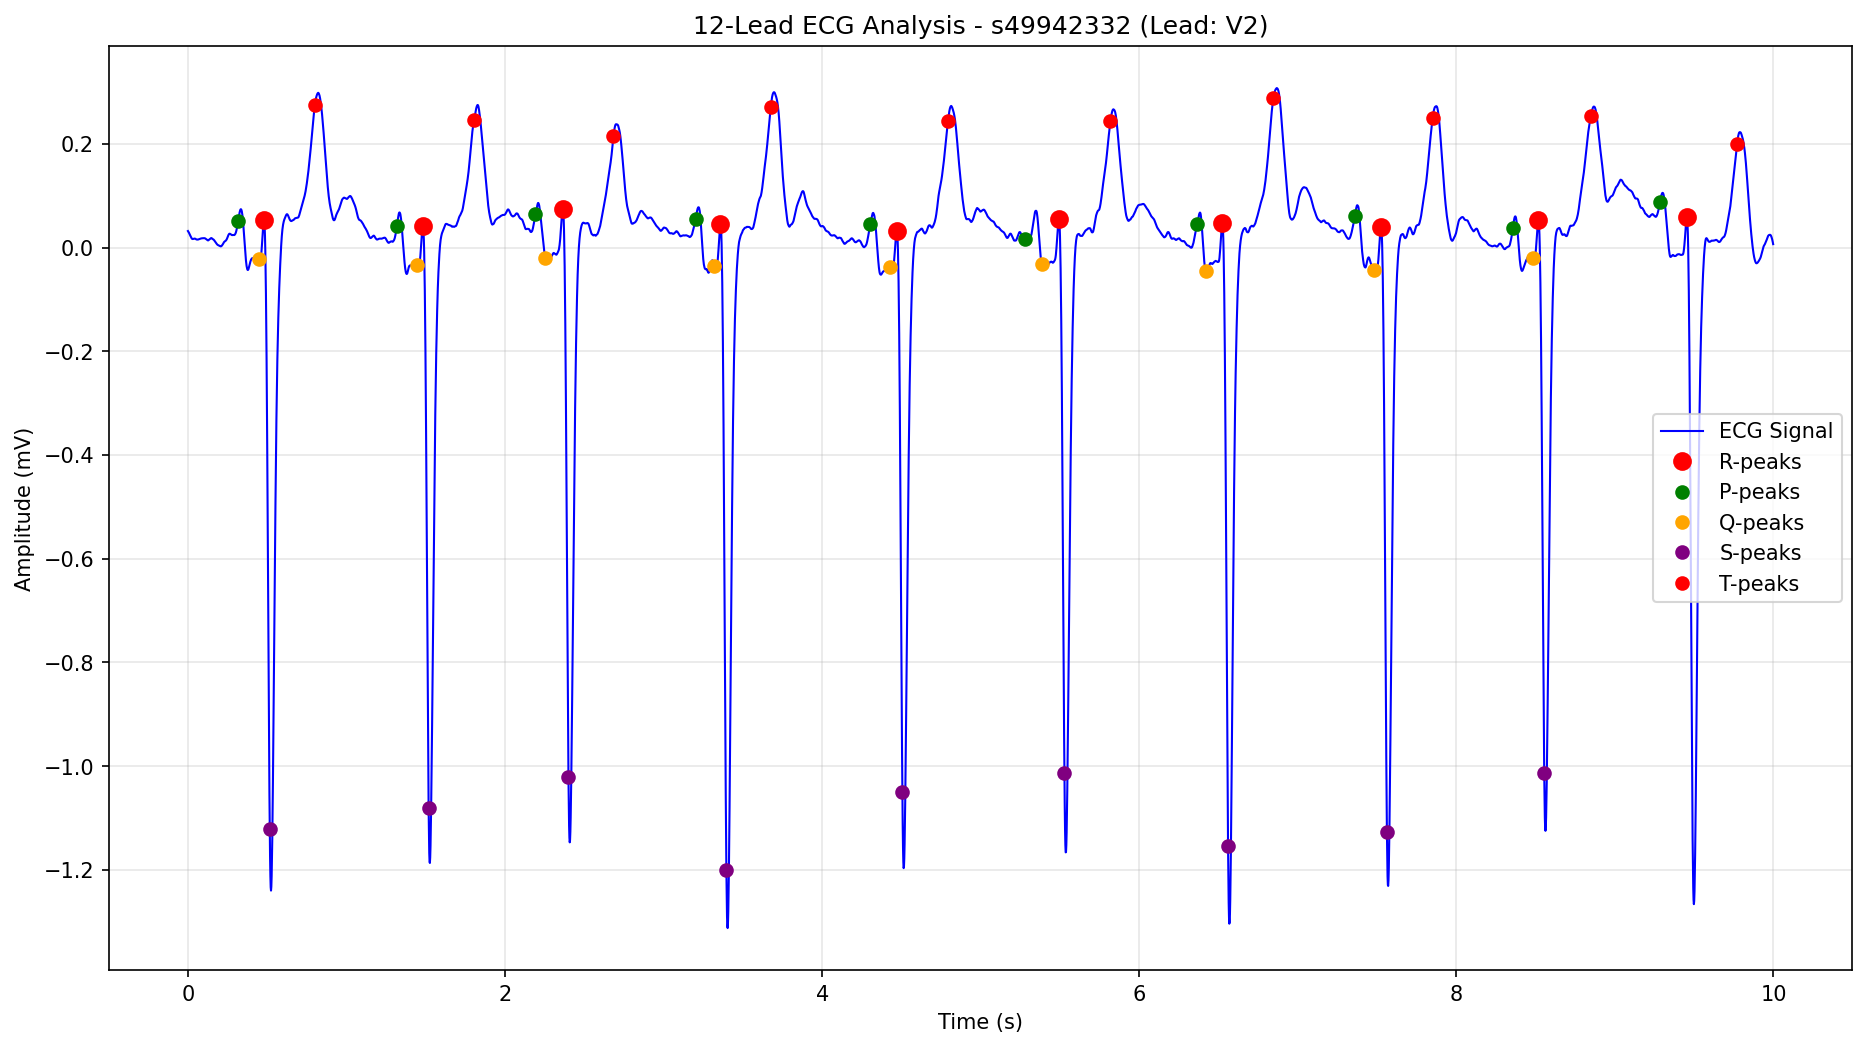 12-Lead ECG Analysis - s49942332 (Lead: V2)
Amplitude (mV)
0.2
0.0
−0.2
−0.4
−0.6
−0.8
−1.0
−1.2
ECG Signal
R-peaks
P-peaks
Q-peaks
S-peaks
T-peaks
0 2 4 6 8 10
Time (s)